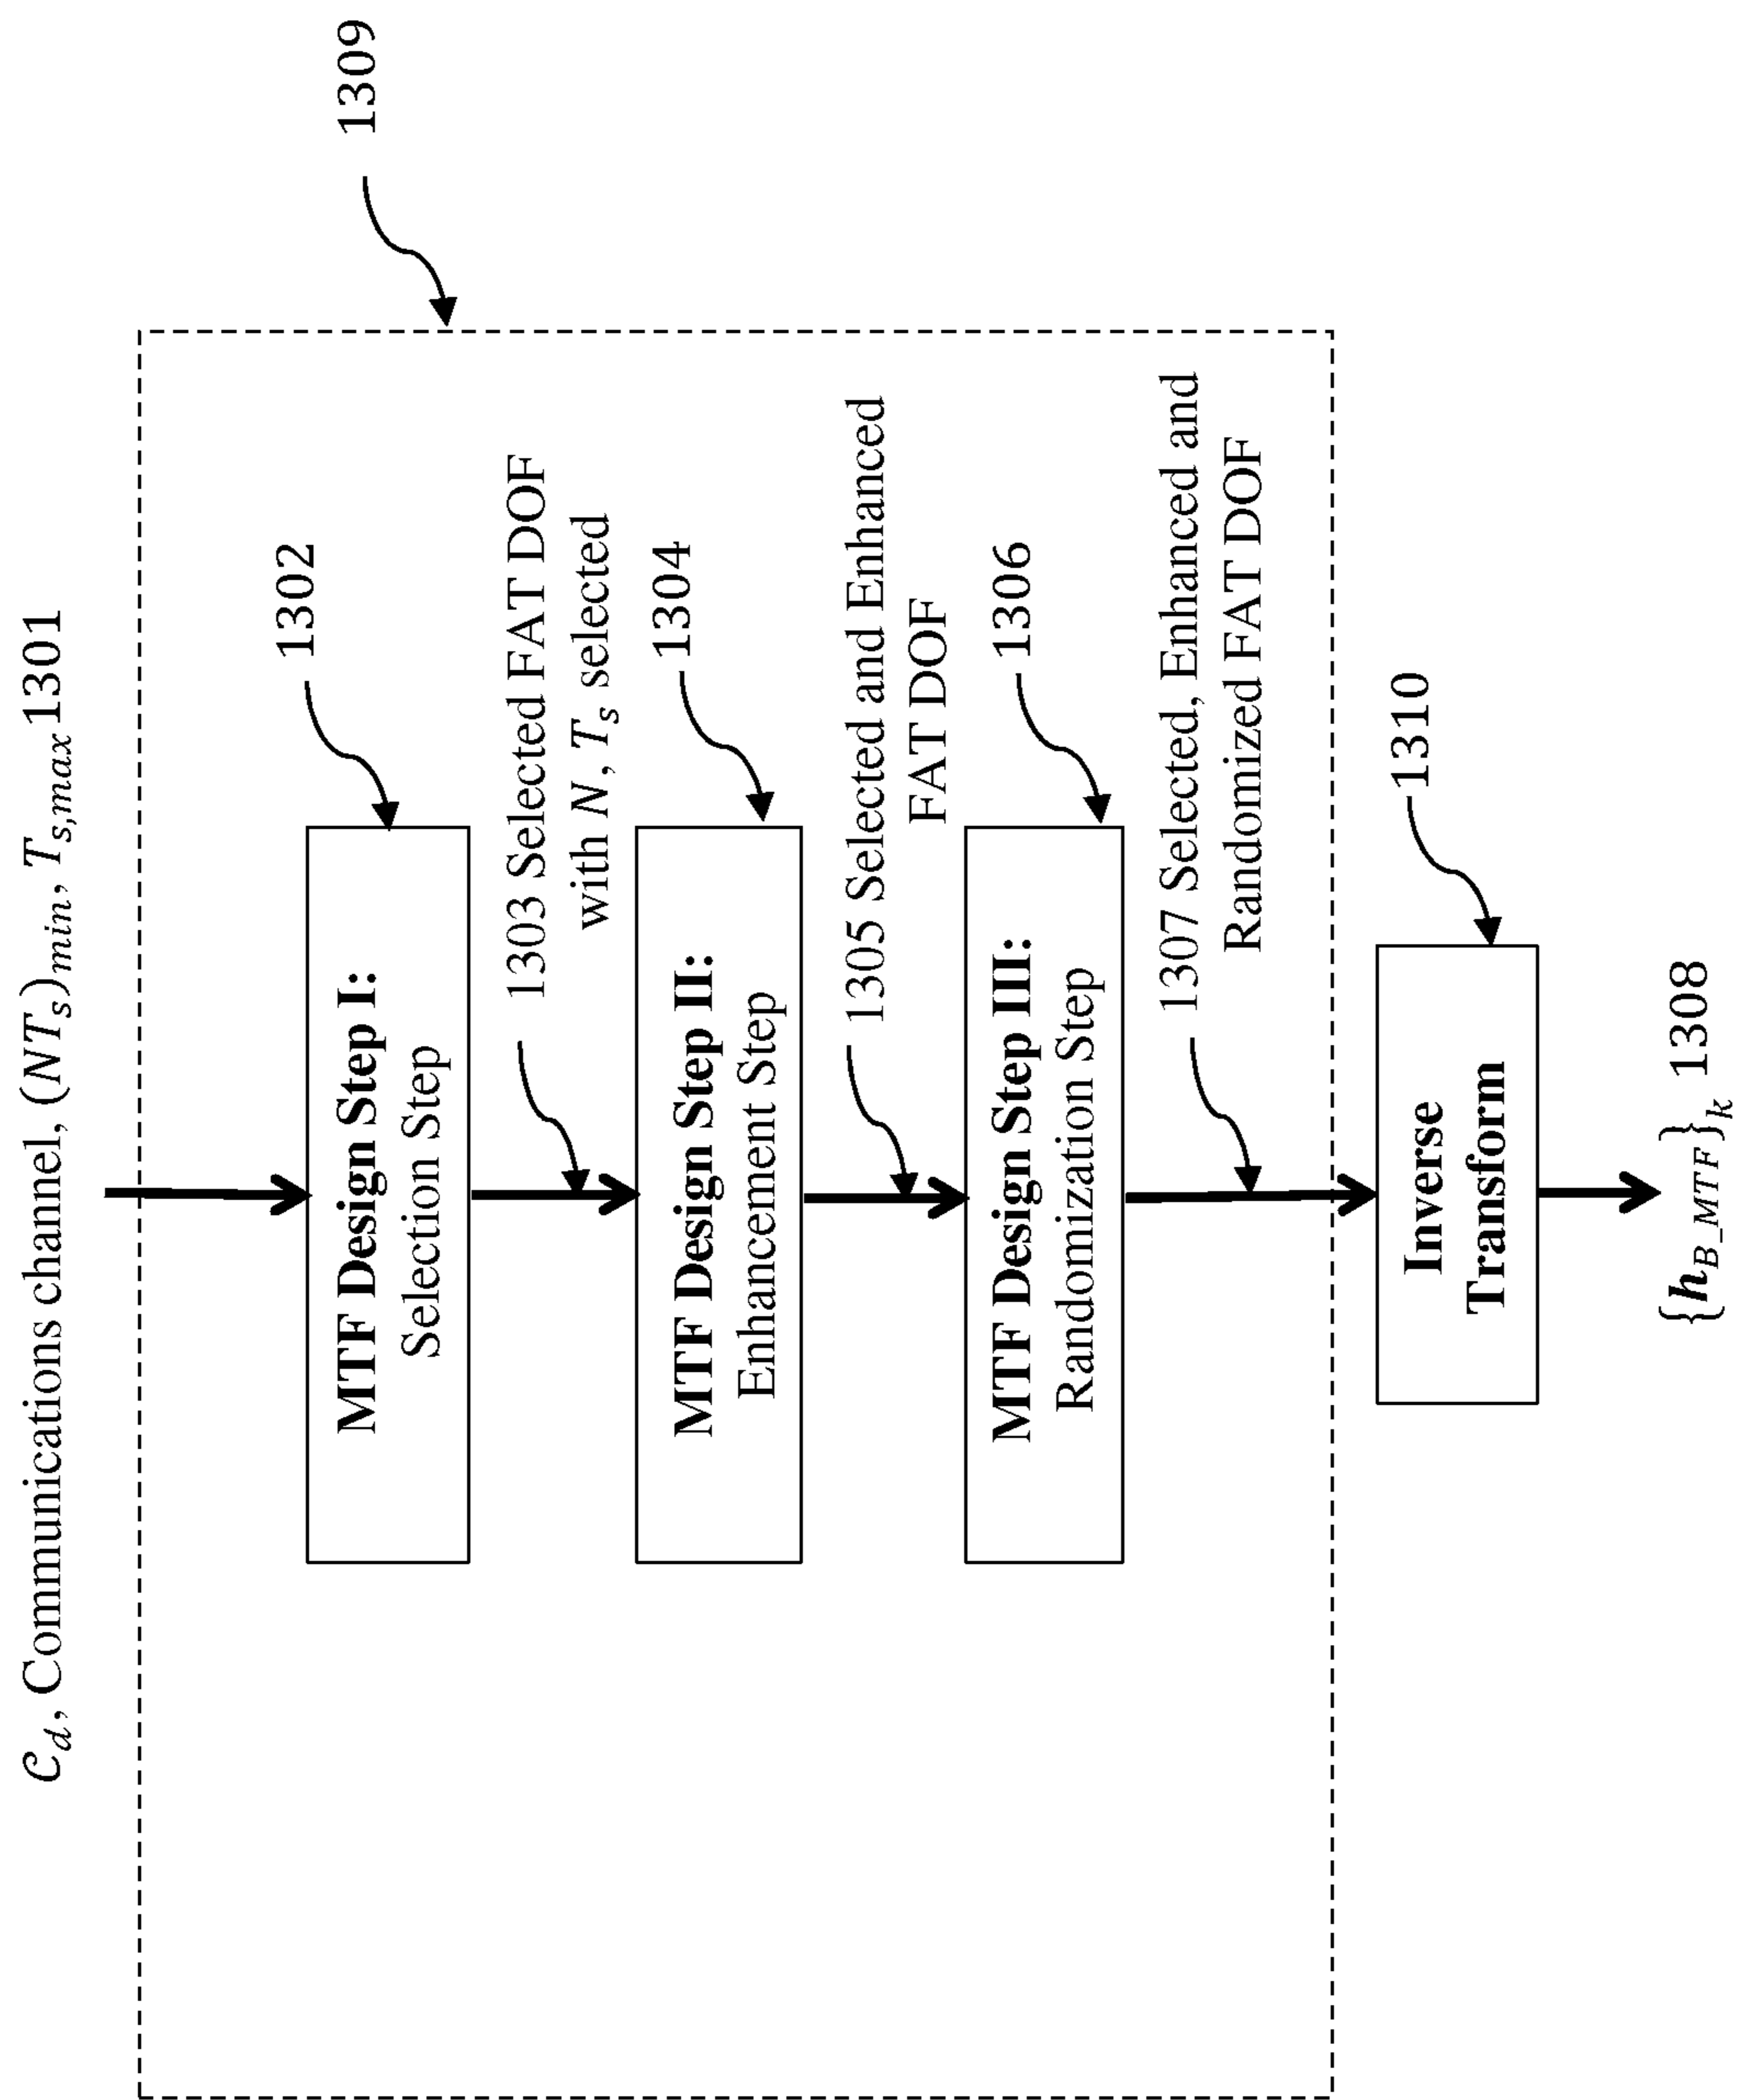 𝒞_d, Communications channel, (NT_s)_min, T_s,max 1301
1309
1302
MTF Design Step I:
Selection Step
1303 Selected FAT DOF
with N, T_s selected
1304
MTF Design Step II:
Enhancement Step
1305 Selected and Enhanced
FAT DOF
1306
MTF Design Step III:
Randomization Step
1307 Selected, Enhanced and
Randomized FAT DOF
1310
Inverse
Transform
{h_B_MTF}_k 1308